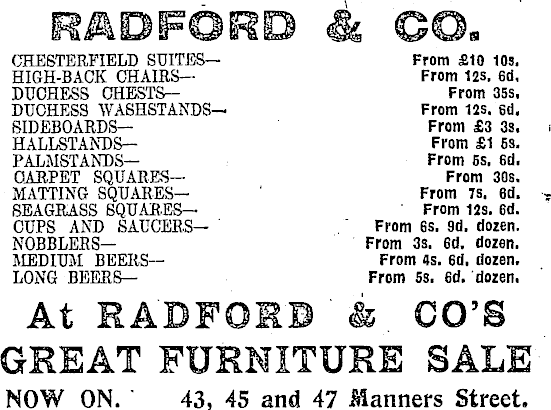 RADFORD & CO.
CHESTERFIELD SUITES— From £10 10s.
HIGH-BACK CHAIRS— From 12s. 6d.
DUCHESS CHESTS— From 35s.
DUCHESS WASHSTANDS— From 12s. 6d.
SIDEBOARDS— From £3 3s.
HALLSTANDS— From £1 5s.
PALMSTANDS— From 5s. 6d.
CARPET SQUARES— From 30s.
MATTING SQUARES— From 7s. 6d.
SEAGRASS SQUARES— From 12s. 6d.
CUPS AND SAUCERS— From 6s. 9d. dozen.
NOBBLERS— From 3s. 6d. dozen.
MEDIUM BEERS— From 4s. 6d. dozen.
LONG BEERS— From 5s. 6d. dozen.
At RADFORD & CO'S
GREAT FURNITURE SALE
NOW ON. 43, 45 and 47 Manners Street.